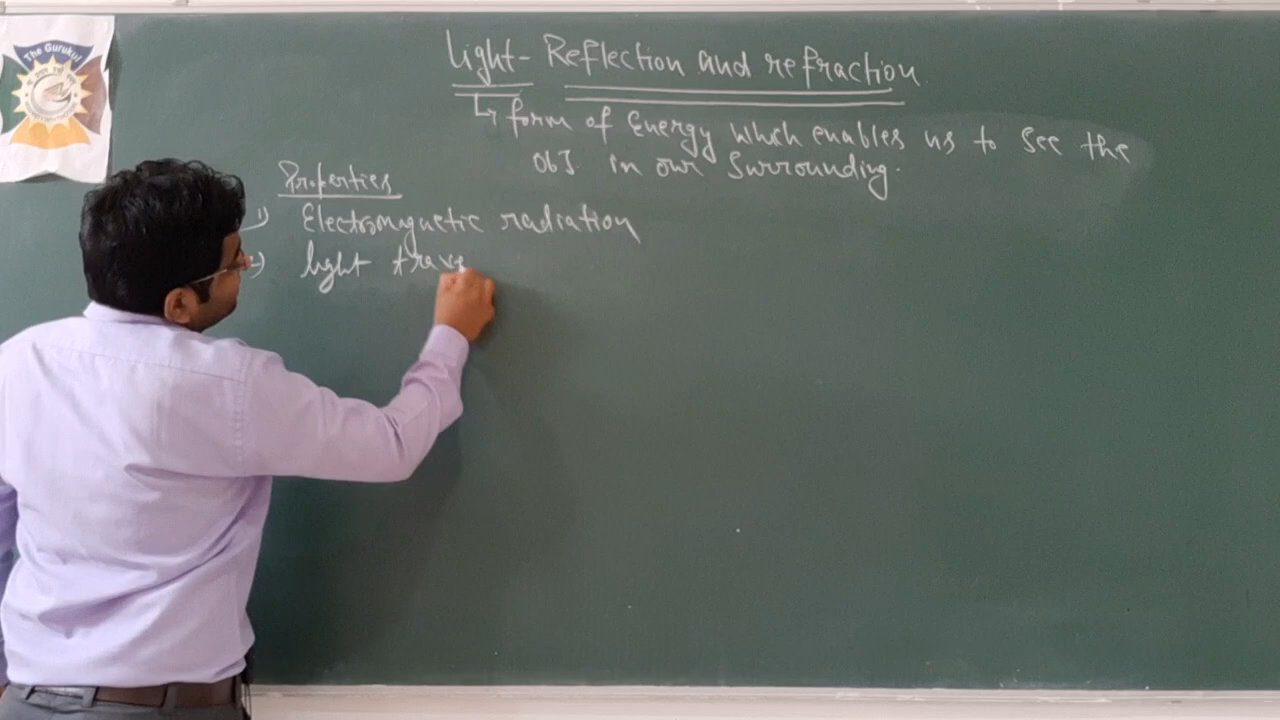 The Gurukul
Light - Reflection and refraction
↳ form of Energy which enables us to see the
obJ. in our Surrounding.
Properties
1) Electromagnetic radiation
2) light trave